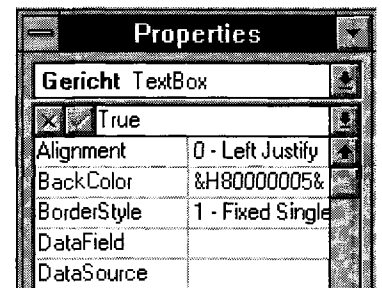 Properties
Gericht TextBox
True
Alignment 0 - Left Justify
BackColor &H80000005&
BorderStyle 1 - Fixed Single
DataField
DataSource